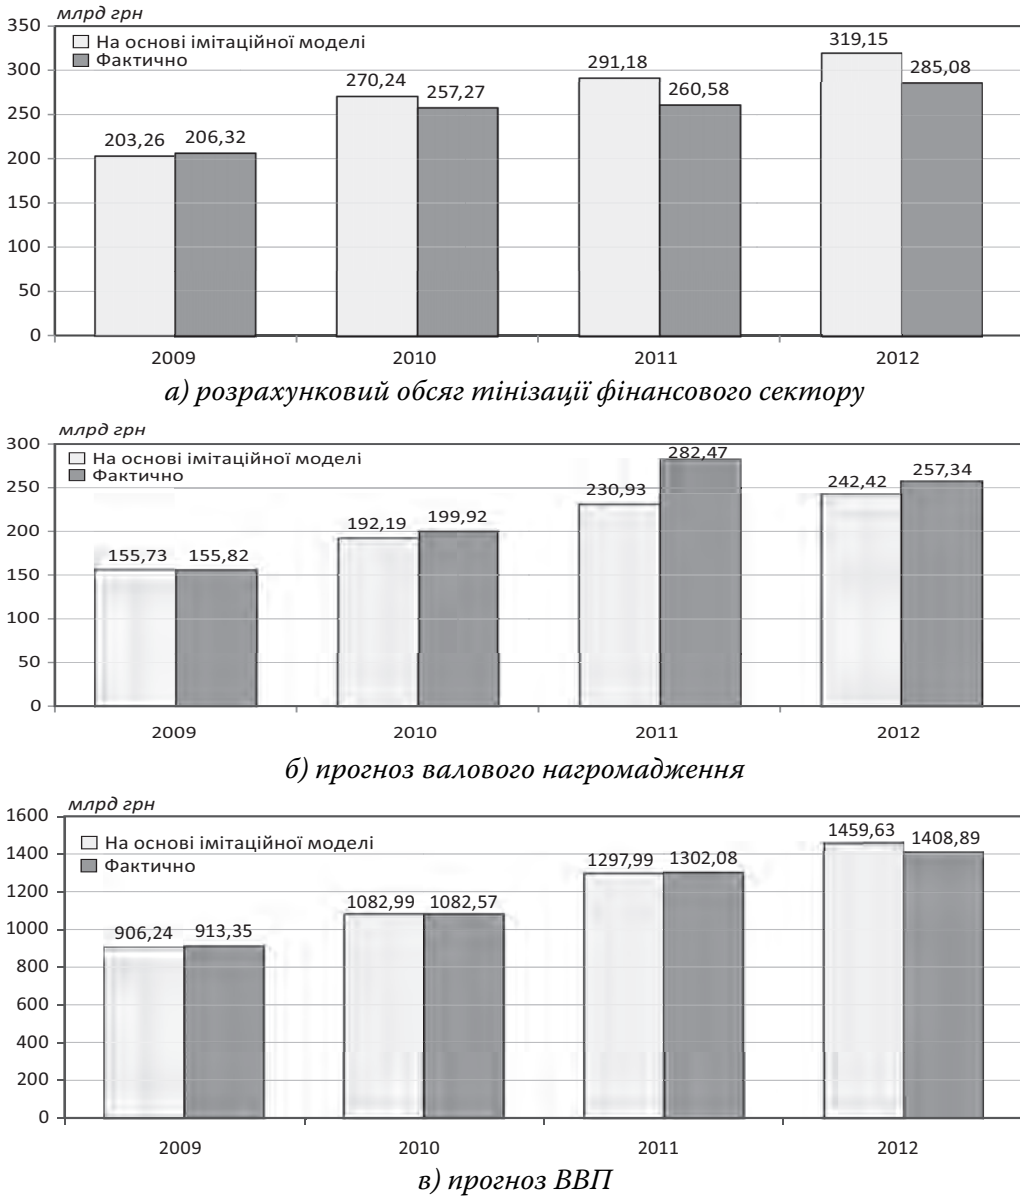 млрд грн
350
300
250
200
150
100
50
0
На основі імітаційної моделі
Фактично
203,26 206,32
270,24 257,27
291,18 260,58
319,15 285,08
2009 2010 2011 2012
а) розрахунковий обсяг тінізації фінансового сектору
млрд грн
300
250
200
150
100
50
0
На основі імітаційної моделі
Фактично
155,73 155,82
192,19 199,92
230,93 282,47
242,42 257,34
2009 2010 2011 2012
б) прогноз валового нагромадження
млрд грн
1600
1400
1200
1000
800
600
400
200
0
На основі імітаційної моделі
Фактично
906,24 913,35
1082,99 1082,57
1297,99 1302,08
1459,63 1408,89
2009 2010 2011 2012
в) прогноз ВВП